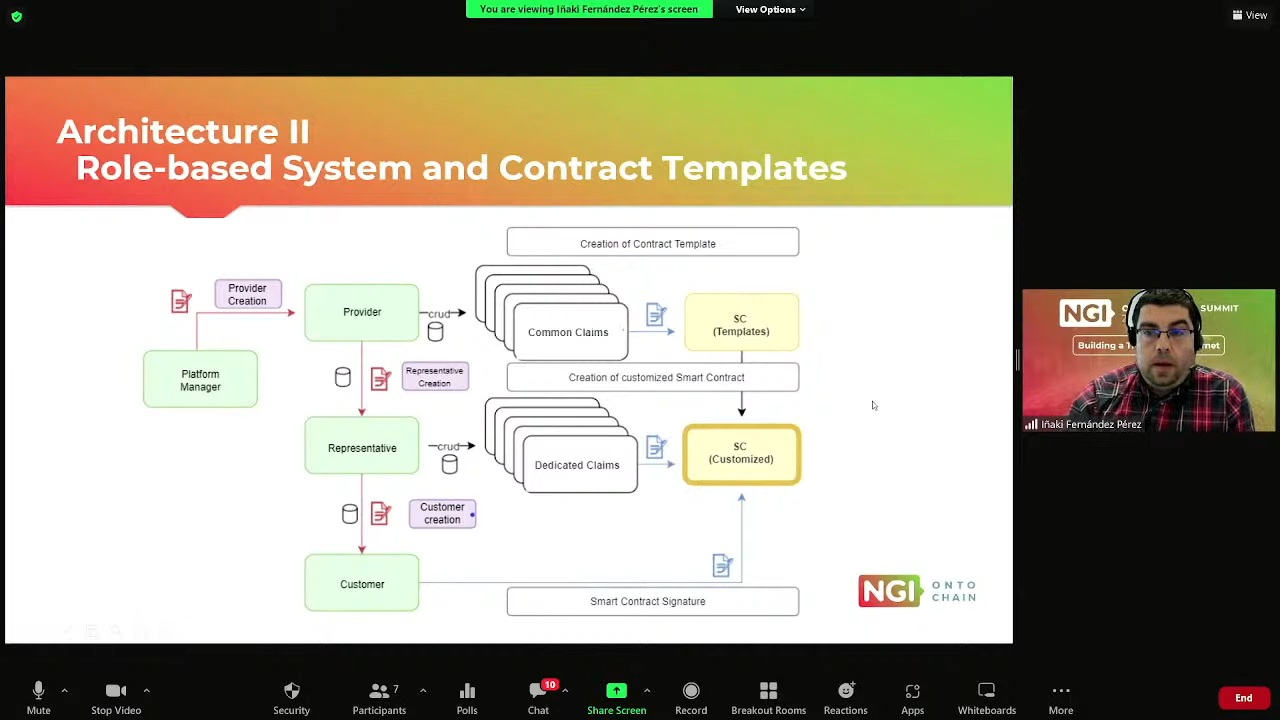 You are viewing Iñaki Fernández Pérez's screen
View Options
View
Architecture II
Role-based System and Contract Templates
Creation of Contract Template
Provider
Creation
Provider
crud
Common Claims
SC
(Templates)
Platform
Manager
Representative
Creation
Creation of customized Smart Contract
Representative
crud
Dedicated Claims
SC
(Customized)
Customer
creation
Customer
Smart Contract Signature
NGI
ONTO
CHAIN
NGI
SUMMIT
Building a
Iñaki Fernández Pérez
Mute
Stop Video
Security
7
Participants
Polls
10
Chat
Share Screen
Record
Breakout Rooms
Reactions
Apps
Whiteboards
More
End